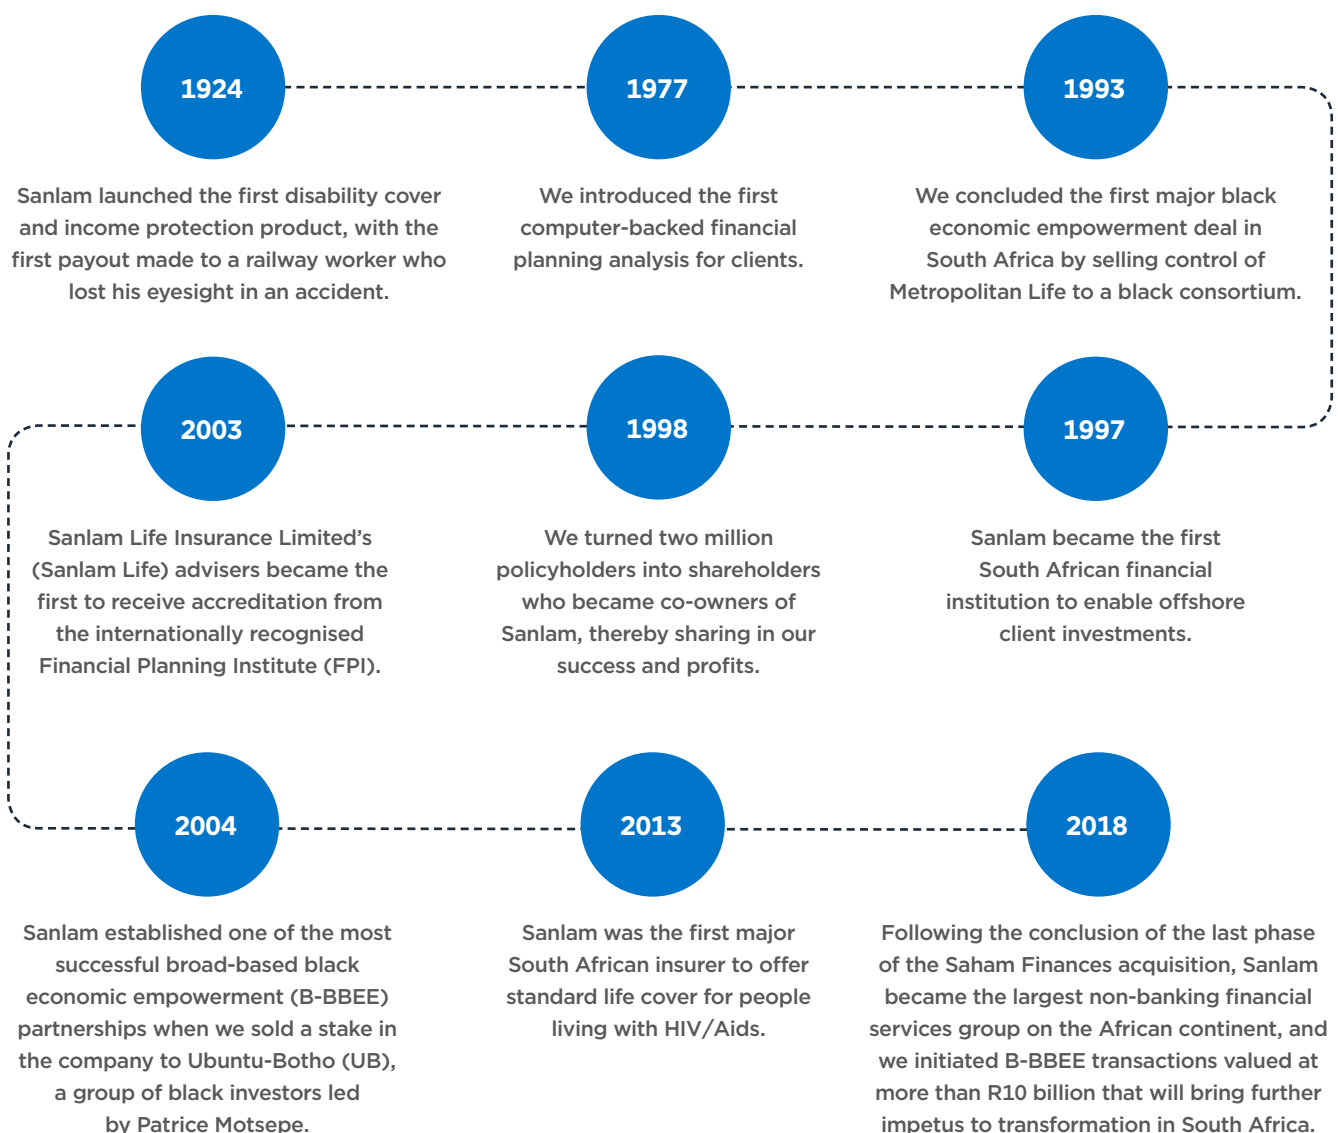 1924
Sanlam launched the first disability cover
and income protection product, with the
first payout made to a railway worker who
lost his eyesight in an accident.
1977
We introduced the first
computer-backed financial
planning analysis for clients.
1993
We concluded the first major black
economic empowerment deal in
South Africa by selling control of
Metropolitan Life to a black consortium.
1997
Sanlam became the first
South African financial
institution to enable offshore
client investments.
1998
We turned two million
policyholders into shareholders
who became co-owners of
Sanlam, thereby sharing in our
success and profits.
2003
Sanlam Life Insurance Limited’s
(Sanlam Life) advisers became the
first to receive accreditation from
the internationally recognised
Financial Planning Institute (FPI).
2004
Sanlam established one of the most
successful broad-based black
economic empowerment (B-BBEE)
partnerships when we sold a stake in
the company to Ubuntu-Botho (UB),
a group of black investors led
by Patrice Motsepe.
2013
Sanlam was the first major
South African insurer to offer
standard life cover for people
living with HIV/Aids.
2018
Following the conclusion of the last phase
of the Saham Finances acquisition, Sanlam
became the largest non-banking financial
services group on the African continent, and
we initiated B-BBEE transactions valued at
more than R10 billion that will bring further
impetus to transformation in South Africa.